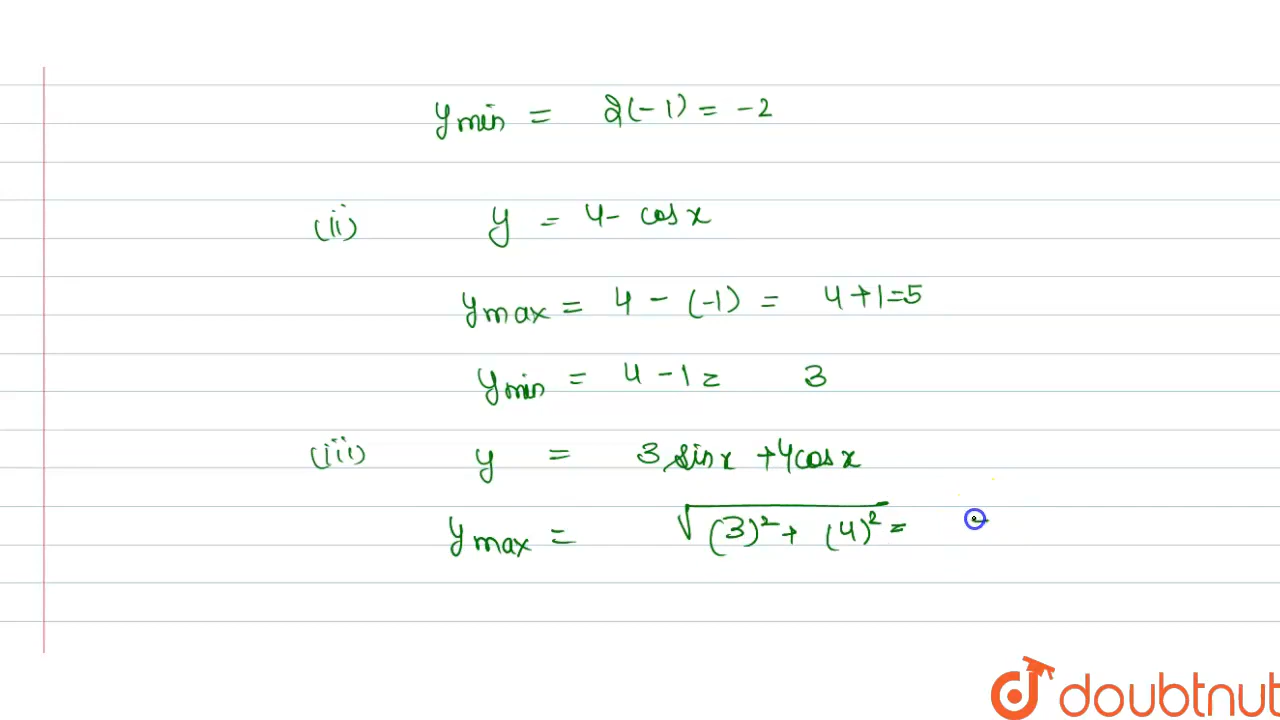 y min = 2(-1) = -2
(ii) y = 4 - cos x
y max = 4 - (-1) = 4+1=5
y min = 4 - 1 = 3
(iii) y = 3 sin x + 4 cos x
y max = √((3)² + (4)²) =
doubtnut